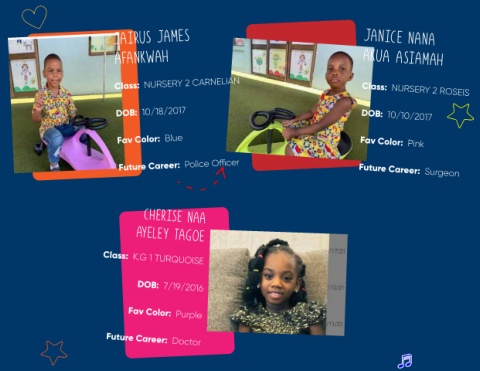 JAIRUS JAMES
AFANKWAH
Class: NURSERY 2 CARNELIAN
DOB: 10/18/2017
Fav Color: Blue
Future Career: Police Officer
JANICE NANA
AKUA ASIAMAH
Class: NURSERY 2 ROSEIS
DOB: 10/10/2017
Fav Color: Pink
Future Career: Surgeon
CHERISE NAA
AYELEY TAGOE
Class: K.G 1 TURQUOISE
DOB: 7/19/2016
Fav Color: Purple
Future Career: Doctor